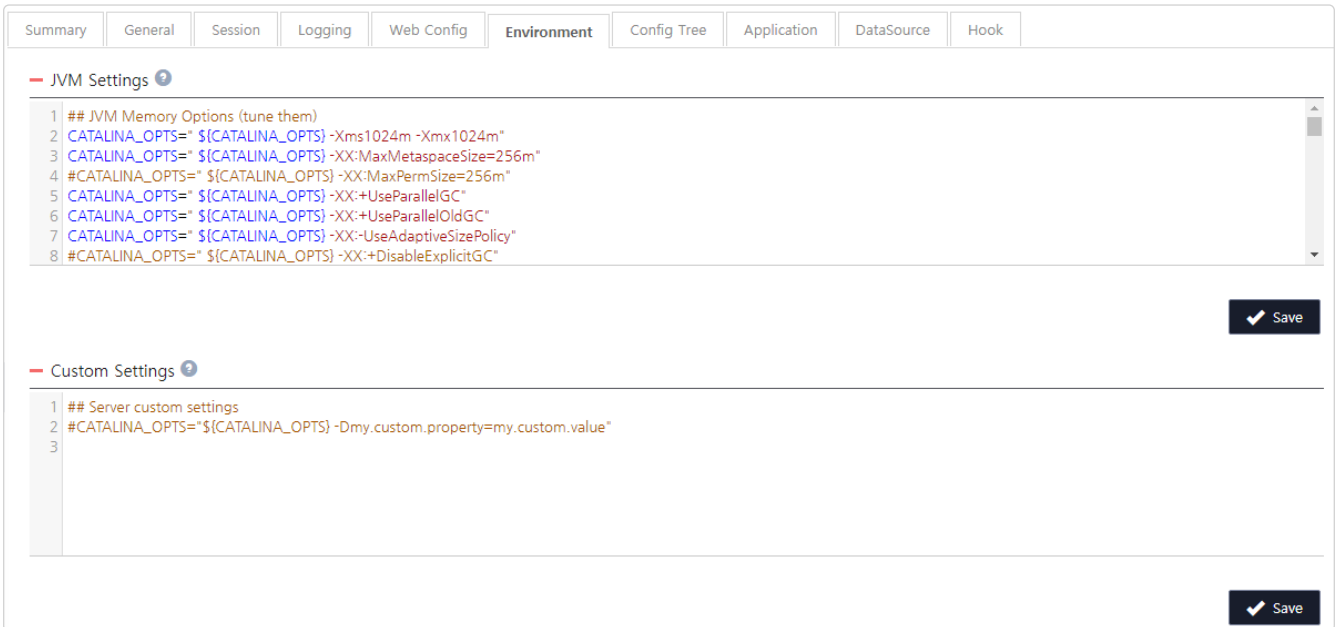 Summary General Session Logging Web Config Environment Config Tree Application DataSource Hook
JVM Settings ?
1 ## JVM Memory Options (tune them)
2 CATALINA_OPTS=" ${CATALINA_OPTS} -Xms1024m -Xmx1024m"
3 CATALINA_OPTS=" ${CATALINA_OPTS} -XX:MaxMetaspaceSize=256m"
4 #CATALINA_OPTS=" ${CATALINA_OPTS} -XX:MaxPermSize=256m"
5 CATALINA_OPTS=" ${CATALINA_OPTS} -XX:+UseParallelGC"
6 CATALINA_OPTS=" ${CATALINA_OPTS} -XX:+UseParallelOldGC"
7 CATALINA_OPTS=" ${CATALINA_OPTS} -XX:-UseAdaptiveSizePolicy"
8 #CATALINA_OPTS=" ${CATALINA_OPTS} -XX:+DisableExplicitGC"
Save
Custom Settings ?
1 ## Server custom settings
2 #CATALINA_OPTS="${CATALINA_OPTS} -Dmy.custom.property=my.custom.value"
3
Save